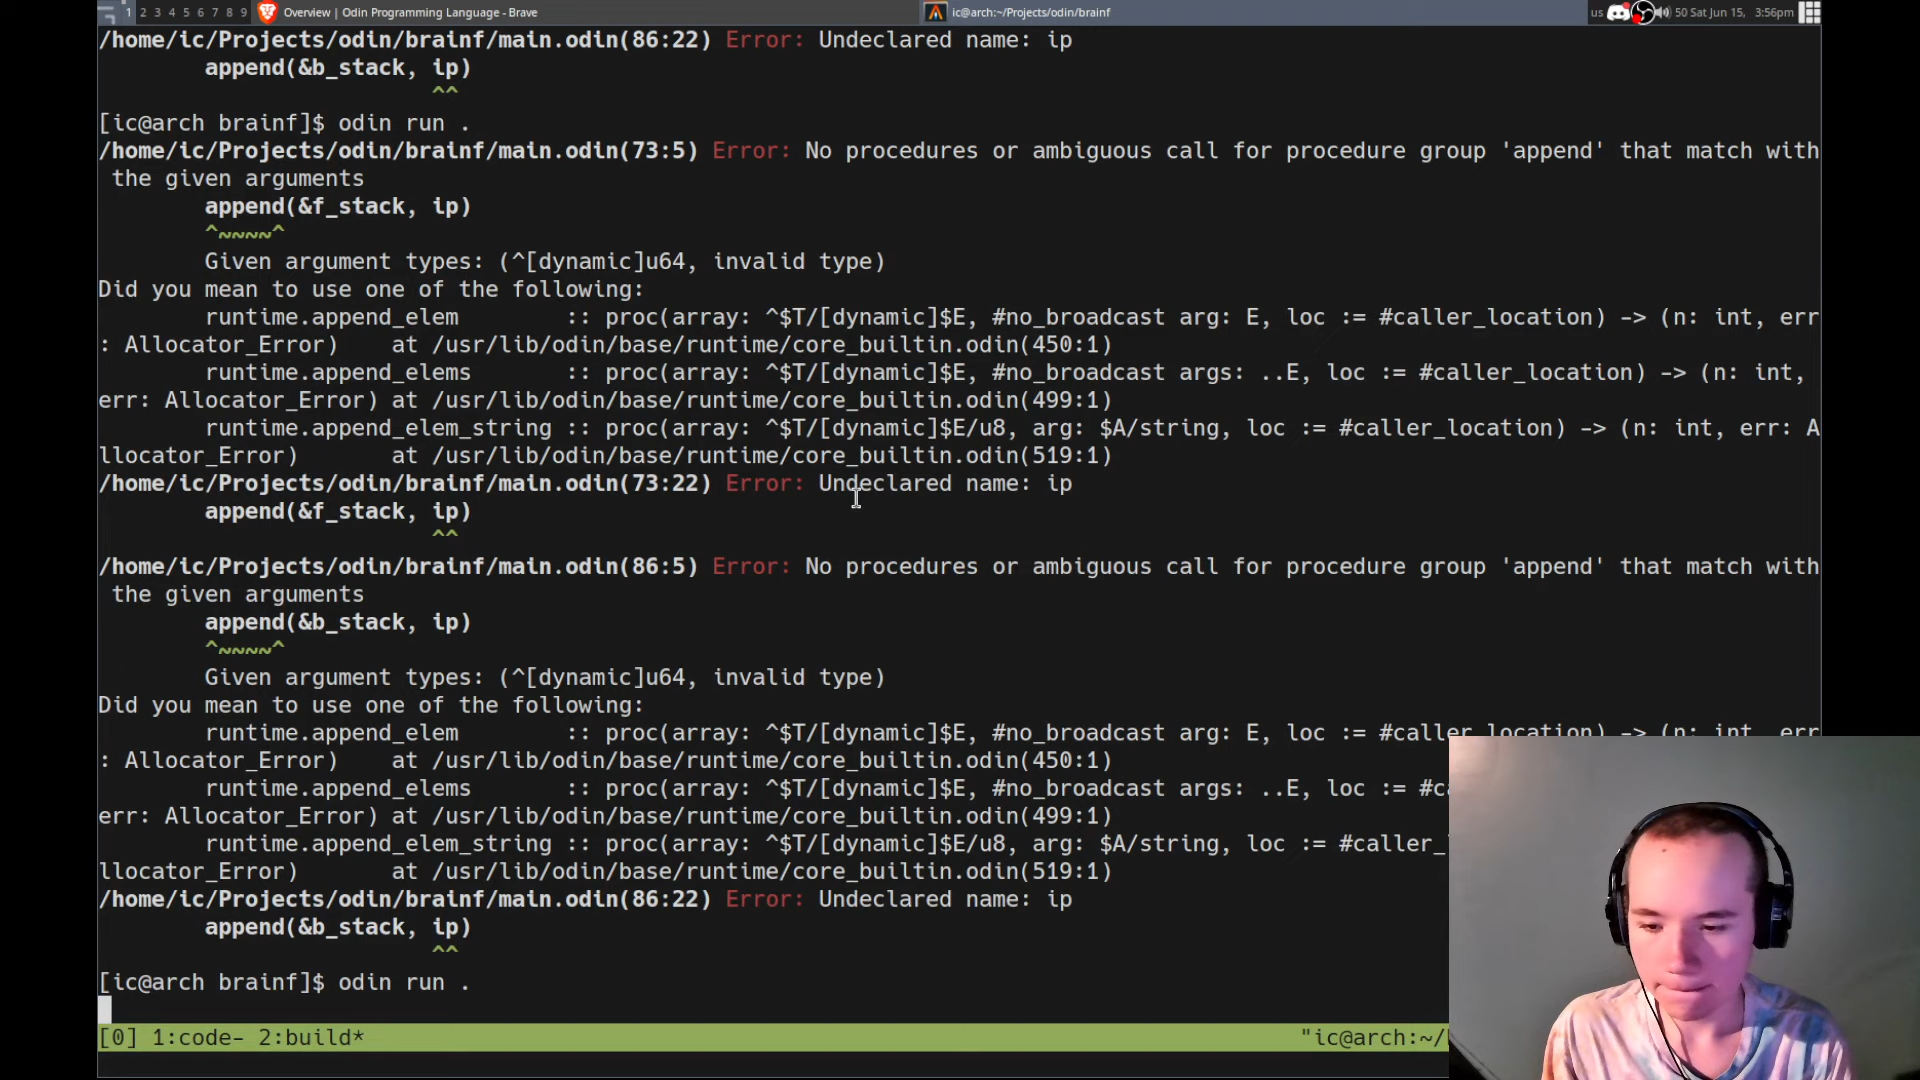 1 2 3 4 5 6 7 8 9 Overview | Odin Programming Language - Brave ic@arch:~/Projects/odin/brainf us 50 Sat Jun 15, 3:56pm
/home/ic/Projects/odin/brainf/main.odin(86:22) Error: Undeclared name: ip
append(&b_stack, ip)
^^
[ic@arch brainf]$ odin run .
/home/ic/Projects/odin/brainf/main.odin(73:5) Error: No procedures or ambiguous call for procedure group 'append' that match with
the given arguments
append(&f_stack, ip)
^~~~~^
Given argument types: (^[dynamic]u64, invalid type)
Did you mean to use one of the following:
runtime.append_elem :: proc(array: ^$T/[dynamic]$E, #no_broadcast arg: E, loc := #caller_location) -> (n: int, err
: Allocator_Error) at /usr/lib/odin/base/runtime/core_builtin.odin(450:1)
runtime.append_elems :: proc(array: ^$T/[dynamic]$E, #no_broadcast args: ..E, loc := #caller_location) -> (n: int,
err: Allocator_Error) at /usr/lib/odin/base/runtime/core_builtin.odin(499:1)
runtime.append_elem_string :: proc(array: ^$T/[dynamic]$E/u8, arg: $A/string, loc := #caller_location) -> (n: int, err: A
llocator_Error) at /usr/lib/odin/base/runtime/core_builtin.odin(519:1)
/home/ic/Projects/odin/brainf/main.odin(73:22) Error: Undeclared name: ip
append(&f_stack, ip)
^^
/home/ic/Projects/odin/brainf/main.odin(86:5) Error: No procedures or ambiguous call for procedure group 'append' that match with
the given arguments
append(&b_stack, ip)
^~~~~^
Given argument types: (^[dynamic]u64, invalid type)
Did you mean to use one of the following:
runtime.append_elem :: proc(array: ^$T/[dynamic]$E, #no_broadcast arg: E, loc := #caller_location) -> (n: int, err
: Allocator_Error) at /usr/lib/odin/base/runtime/core_builtin.odin(450:1)
runtime.append_elems :: proc(array: ^$T/[dynamic]$E, #no_broadcast args: ..E, loc := #c
err: Allocator_Error) at /usr/lib/odin/base/runtime/core_builtin.odin(499:1)
runtime.append_elem_string :: proc(array: ^$T/[dynamic]$E/u8, arg: $A/string, loc := #caller_
llocator_Error) at /usr/lib/odin/base/runtime/core_builtin.odin(519:1)
/home/ic/Projects/odin/brainf/main.odin(86:22) Error: Undeclared name: ip
append(&b_stack, ip)
^^
[ic@arch brainf]$ odin run .
[0] 1:code- 2:build* "ic@arch:~/